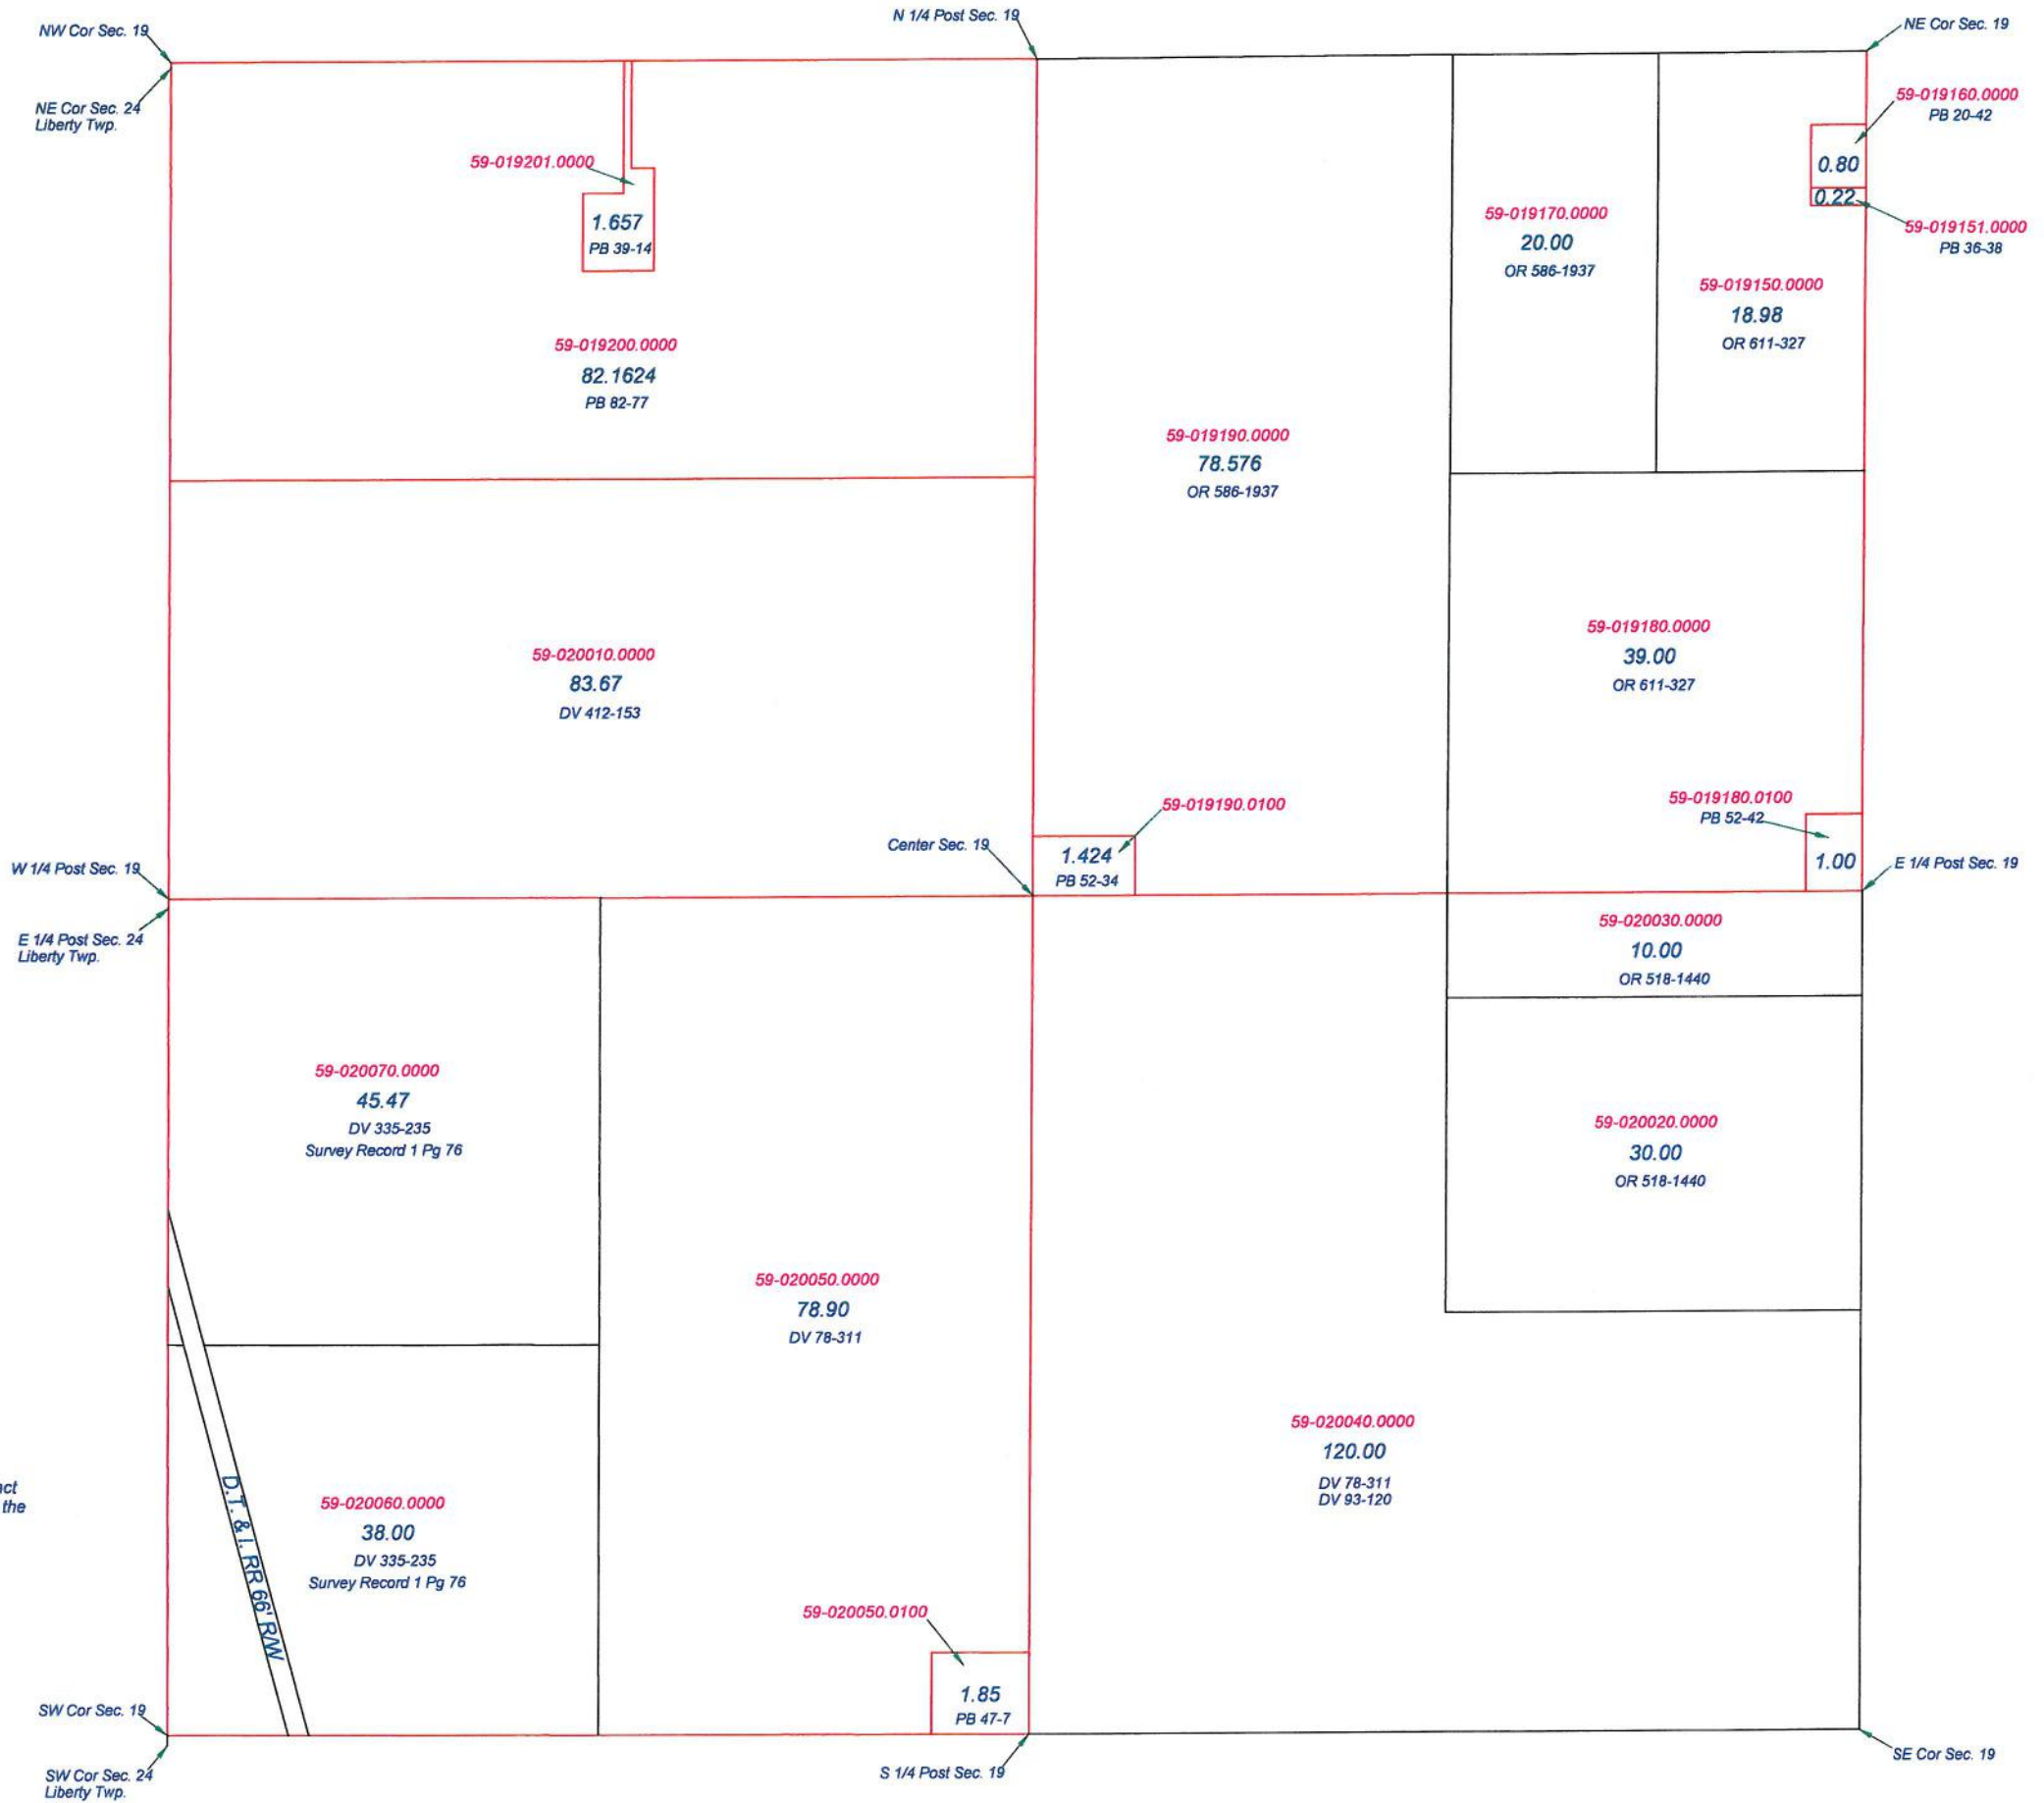 NW Cor Sec. 19
N 1/4 Post Sec. 19
NE Cor Sec. 19
NE Cor Sec. 24
Liberty Twp.
59-019160.0000
PB 20-42
0.80
0.22
59-019151.0000
PB 36-38
59-019201.0000
1.657
PB 39-14
59-019170.0000
20.00
OR 586-1937
59-019150.0000
18.98
OR 611-327
59-019200.0000
82.1624
PB 82-77
59-019190.0000
78.576
OR 586-1937
59-020010.0000
83.67
DV 412-153
59-019180.0000
39.00
OR 611-327
59-019190.0100
1.424
PB 52-34
59-019180.0100
PB 52-42
1.00
W 1/4 Post Sec. 19
Center Sec. 19
E 1/4 Post Sec. 19
E 1/4 Post Sec. 24
Liberty Twp.
59-020030.0000
10.00
OR 518-1440
59-020070.0000
45.47
DV 335-235
Survey Record 1 Pg 76
59-020020.0000
30.00
OR 518-1440
59-020050.0000
78.90
DV 78-311
59-020040.0000
120.00
DV 78-311
DV 93-120
the
D.T. & I. RR 66' R/W
59-020060.0000
38.00
DV 335-235
Survey Record 1 Pg 76
59-020050.0100
1.85
PB 47-7
SW Cor Sec. 19
SW Cor Sec. 24
Liberty Twp.
S 1/4 Post Sec. 19
SE Cor Sec. 19